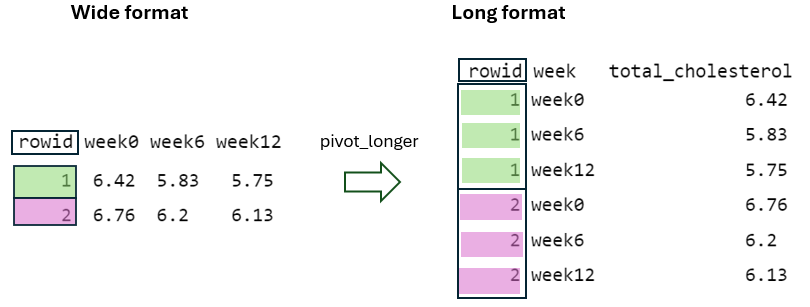 Wide format
rowid week0 week6 week12
1 6.42 5.83 5.75
2 6.76 6.2 6.13
pivot_longer
Long format
rowid week total_cholesterol
1 week0 6.42
1 week6 5.83
1 week12 5.75
2 week0 6.76
2 week6 6.2
2 week12 6.13